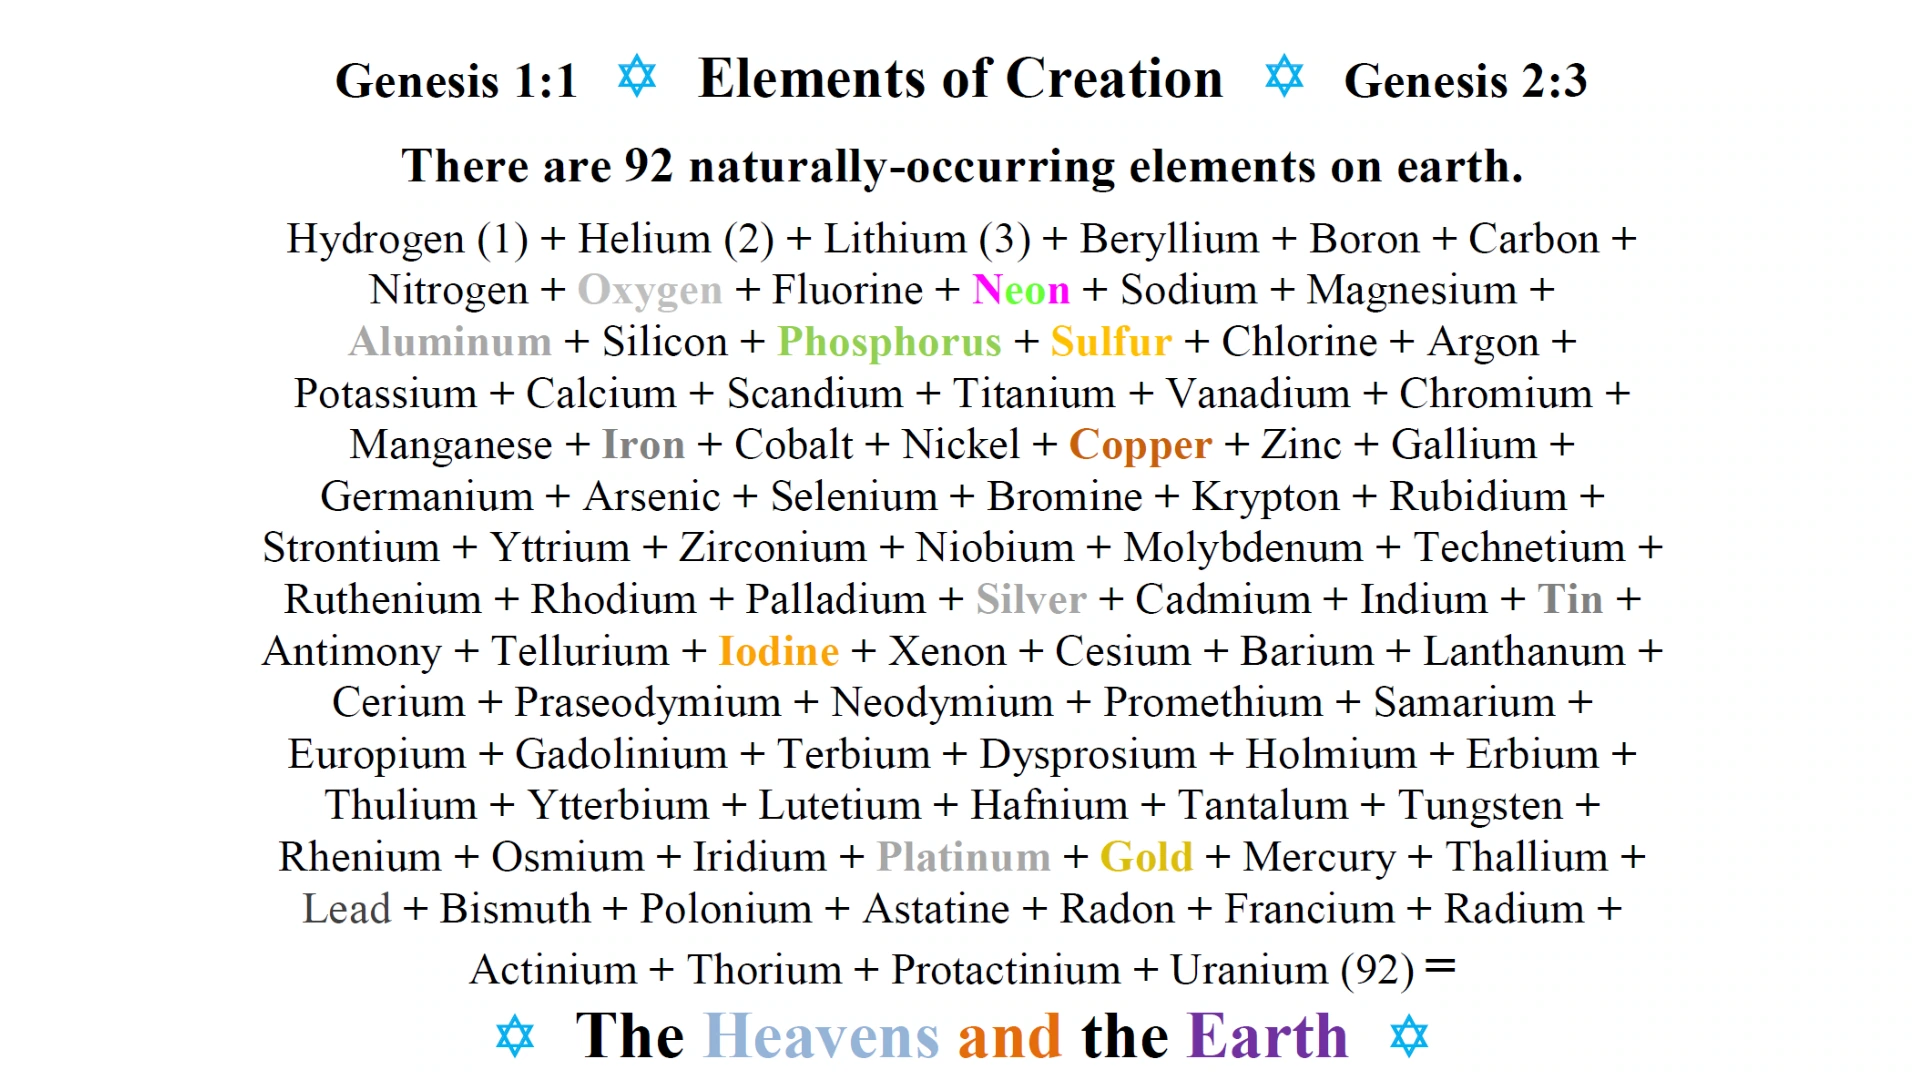 Genesis 1:1 ✡ Elements of Creation ✡ Genesis 2:3
There are 92 naturally-occurring elements on earth.
Hydrogen (1) + Helium (2) + Lithium (3) + Beryllium + Boron + Carbon +
Nitrogen + Oxygen + Fluorine + Neon + Sodium + Magnesium +
Aluminum + Silicon + Phosphorus + Sulfur + Chlorine + Argon +
Potassium + Calcium + Scandium + Titanium + Vanadium + Chromium +
Manganese + Iron + Cobalt + Nickel + Copper + Zinc + Gallium +
Germanium + Arsenic + Selenium + Bromine + Krypton + Rubidium +
Strontium + Yttrium + Zirconium + Niobium + Molybdenum + Technetium +
Ruthenium + Rhodium + Palladium + Silver + Cadmium + Indium + Tin +
Antimony + Tellurium + Iodine + Xenon + Cesium + Barium + Lanthanum +
Cerium + Praseodymium + Neodymium + Promethium + Samarium +
Europium + Gadolinium + Terbium + Dysprosium + Holmium + Erbium +
Thulium + Ytterbium + Lutetium + Hafnium + Tantalum + Tungsten +
Rhenium + Osmium + Iridium + Platinum + Gold + Mercury + Thallium +
Lead + Bismuth + Polonium + Astatine + Radon + Francium + Radium +
Actinium + Thorium + Protactinium + Uranium (92) =
✡ The Heavens and the Earth ✡